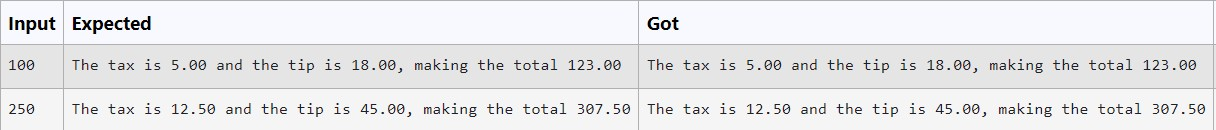 Input Expected Got
100 The tax is 5.00 and the tip is 18.00, making the total 123.00 The tax is 5.00 and the tip is 18.00, making the total 123.00
250 The tax is 12.50 and the tip is 45.00, making the total 307.50 The tax is 12.50 and the tip is 45.00, making the total 307.50